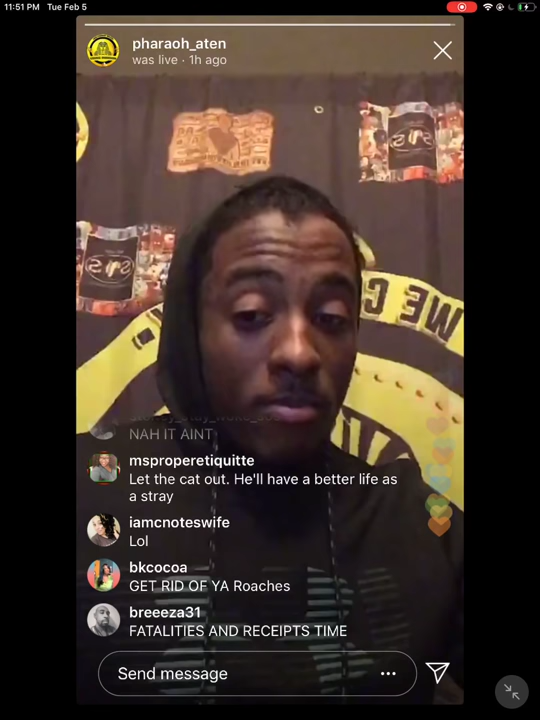 11:51 PM Tue Feb 5
pharaoh_aten
was live · 1h ago
NAH IT AINT
msproperetiquitte
Let the cat out. He'll have a better life as
a stray
iamcnoteswife
Lol
bkcocoa
GET RID OF YA Roaches
breeeza31
FATALITIES AND RECEIPTS TIME
Send message